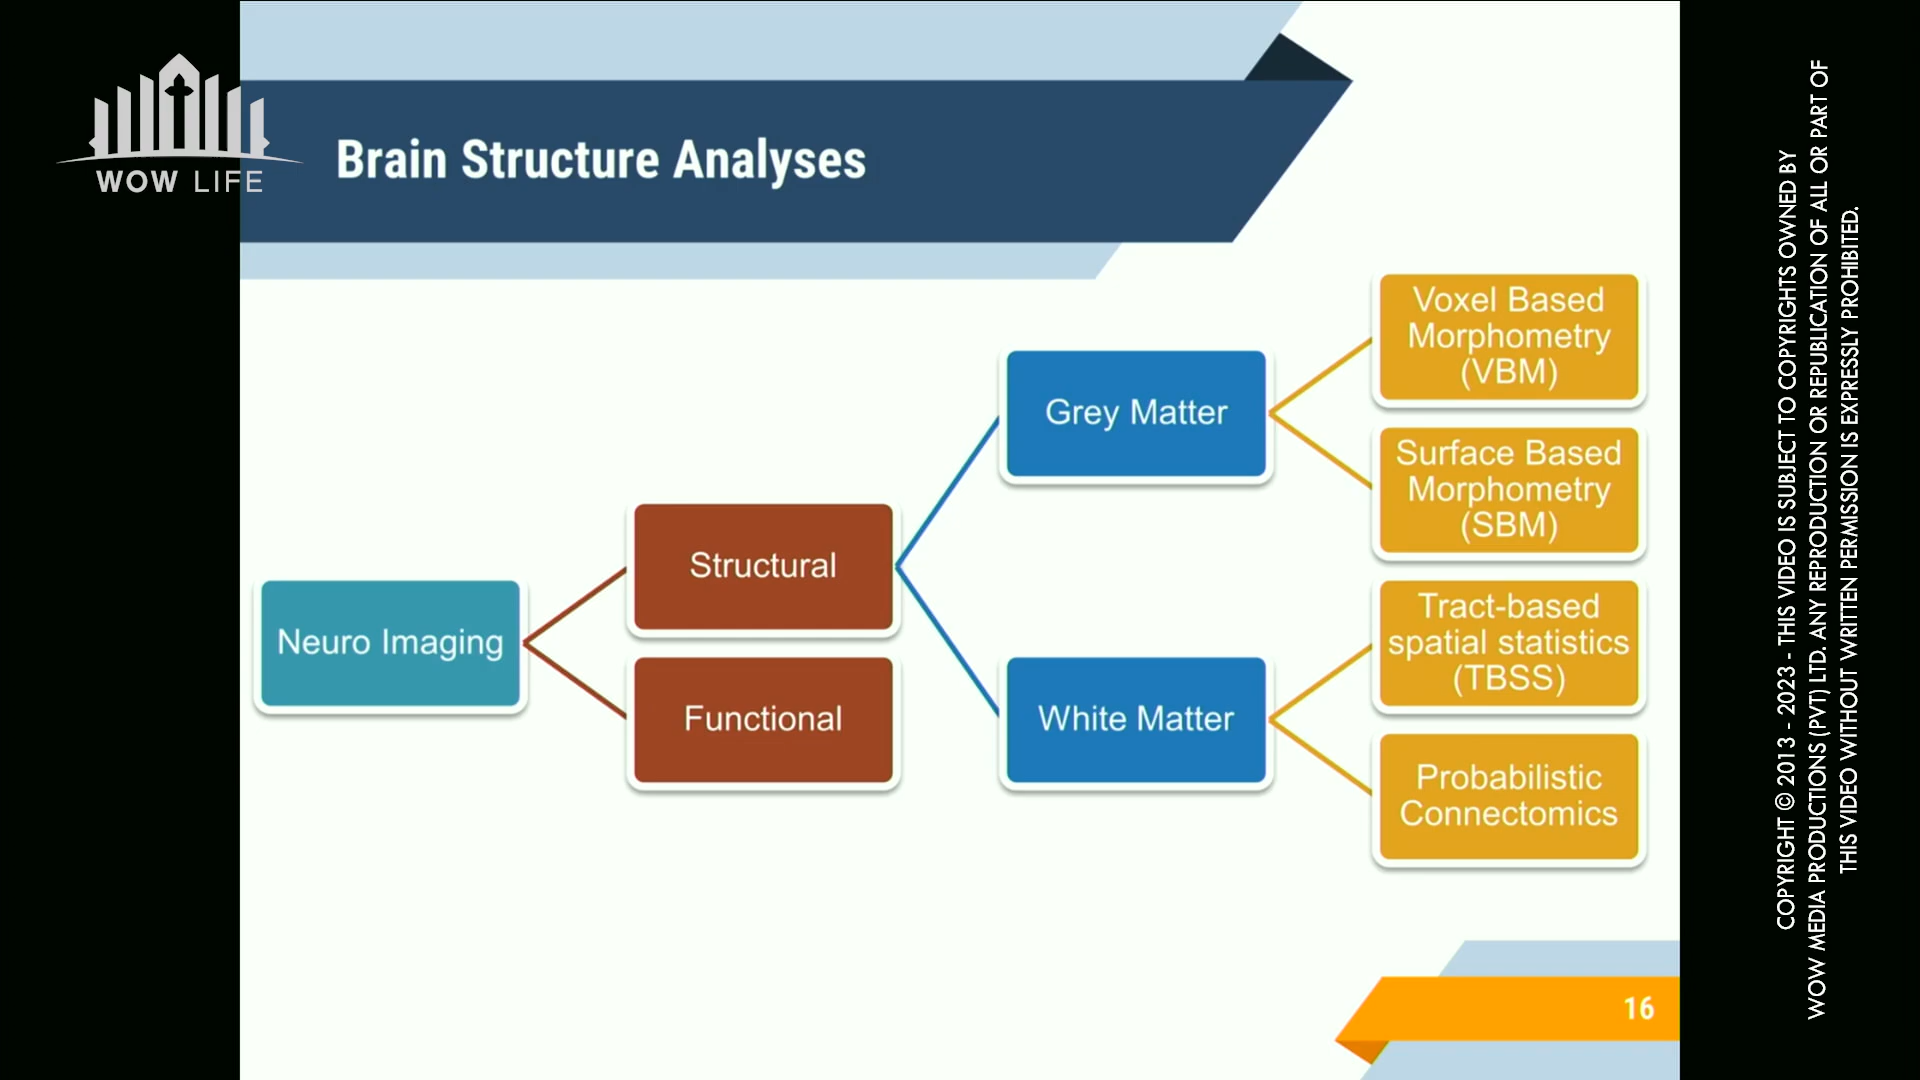 WOW LIFE
Brain Structure Analyses
Neuro Imaging
Structural
Functional
Grey Matter
White Matter
Voxel Based
Morphometry
(VBM)
Surface Based
Morphometry
(SBM)
Tract-based
spatial statistics
(TBSS)
Probabilistic
Connectomics
16
COPYRIGHT © 2013 - 2023 - THIS VIDEO IS SUBJECT TO COPYRIGHTS OWNED BY
WOW MEDIA PRODUCTIONS (PVT) LTD. ANY REPRODUCTION OR REPUBLICATION OF ALL OR PART OF
THIS VIDEO WITHOUT WRITTEN PERMISSION IS EXPRESSLY PROHIBITED.